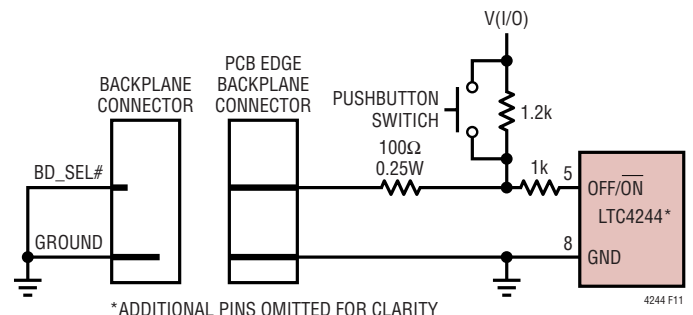 V(I/O)
PCB EDGE
BACKPLANE
CONNECTOR
BACKPLANE
CONNECTOR
PUSHBUTTON
SWITICH
1.2k
100Ω
0.25W
1k
5
BD_SEL#
OFF/ON
LTC4244*
GROUND
8
GND
*ADDITIONAL PINS OMITTED FOR CLARITY
4244 F11